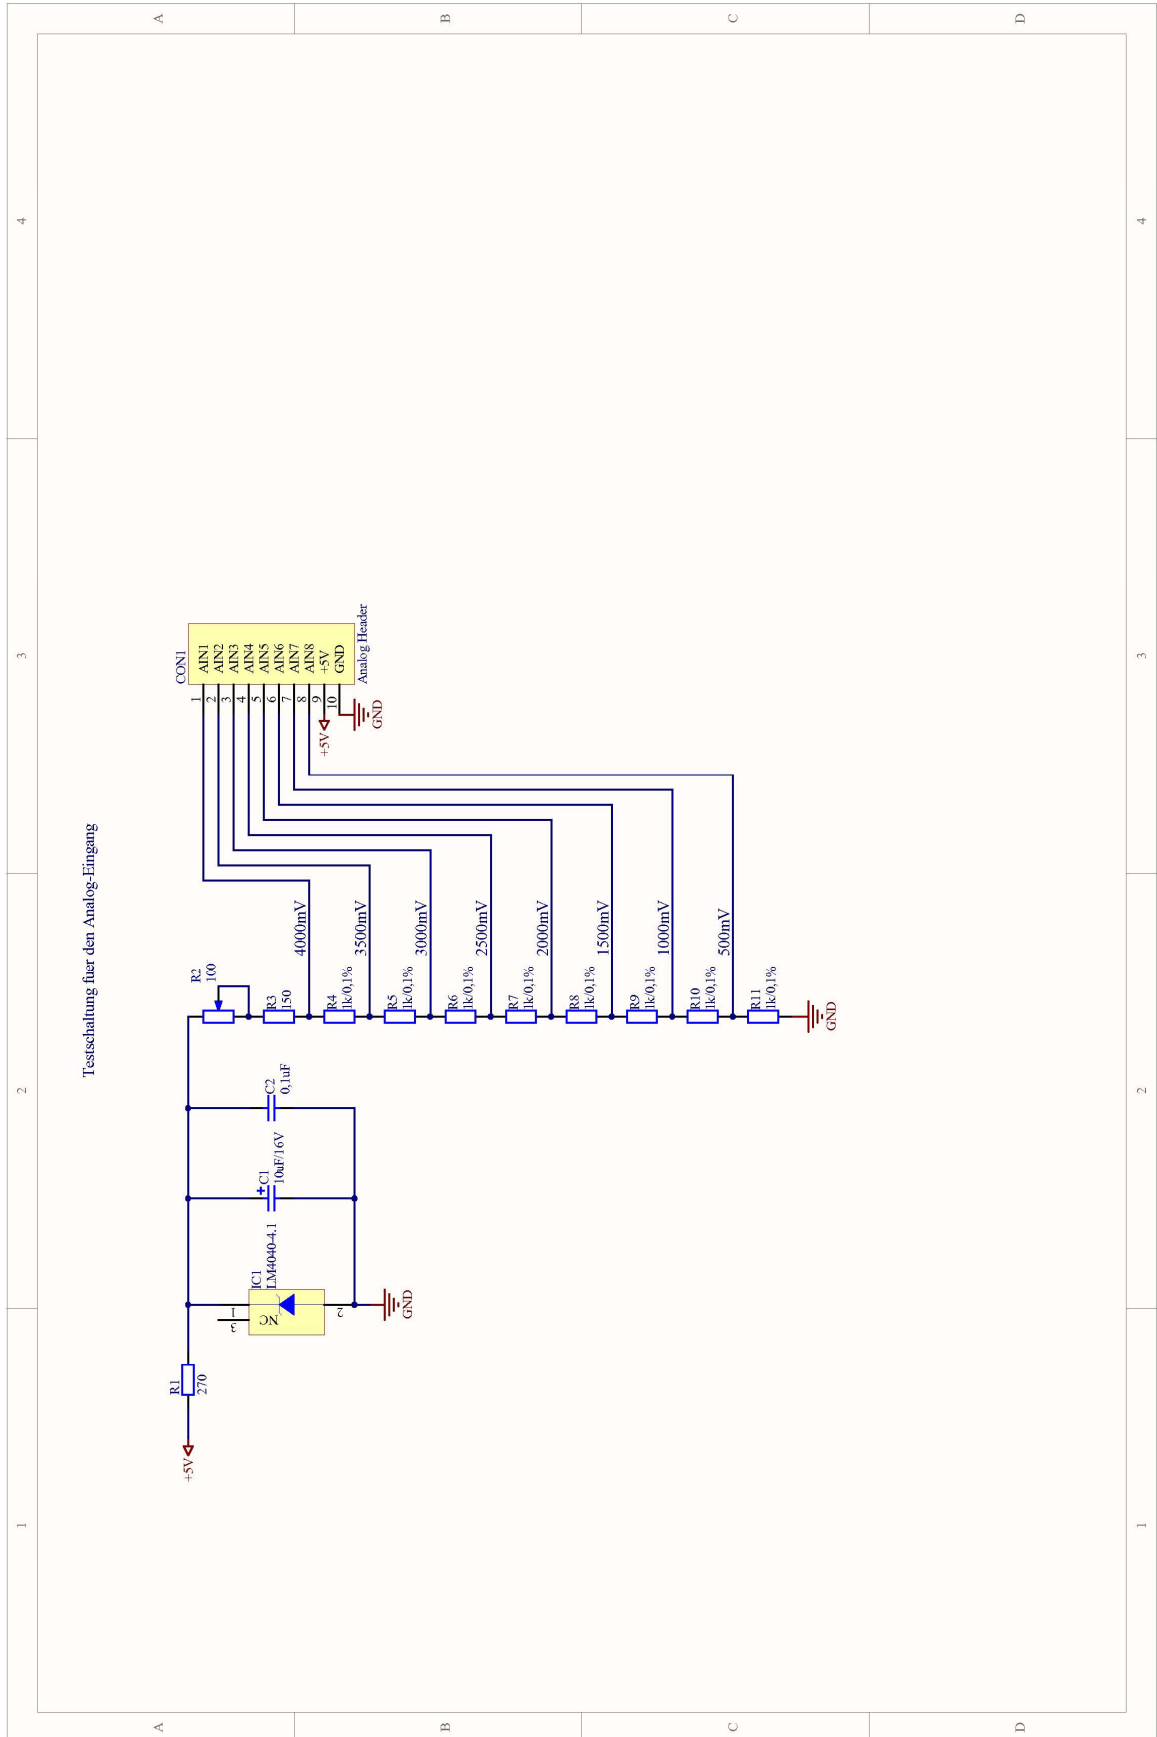 Testschaltung fuer den Analog-Eingang
+5V
R1
270
IC1
LM4040-4.1
1
3
NC
2
GND
C1
10uF/16V
+
C2
0,1uF
R2
100
R3
150
4000mV
R4
1k/0,1%
3500mV
R5
1k/0,1%
3000mV
R6
1k/0,1%
2500mV
R7
1k/0,1%
2000mV
R8
1k/0,1%
1500mV
R9
1k/0,1%
1000mV
R10
1k/0,1%
500mV
R11
1k/0,1%
GND
CON1
1 AIN1
2 AIN2
3 AIN3
4 AIN4
5 AIN5
6 AIN6
7 AIN7
8 AIN8
9 +5V
10 GND
Analog Header
+5V
GND
1 2 3 4
1 2 3 4
A
B
C
D
A
B
C
D